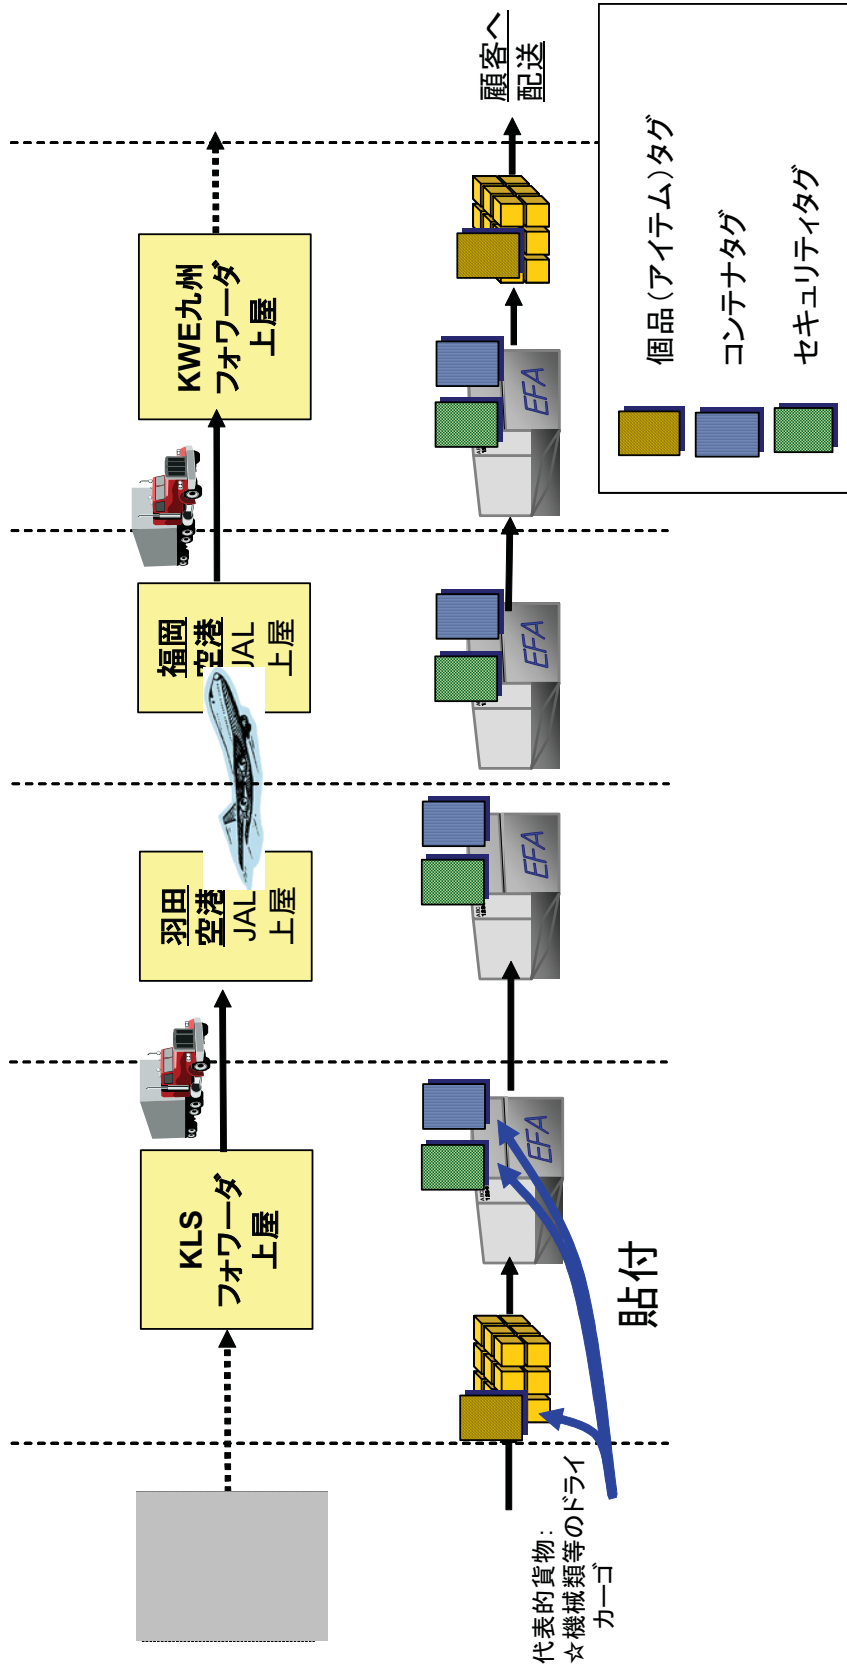 KLS
フォワーダ
上屋
羽田
空港
JAL
上屋
福岡
空港
JAL
上屋
KWE九州
フォワーダ
上屋
代表的貨物：
☆機械類等のドライ
カーゴ
貼付
EFA
EFA
EFA
EFA
顧客へ
配送
個品（アイテム）タグ
コンテナタグ
セキュリティタグ